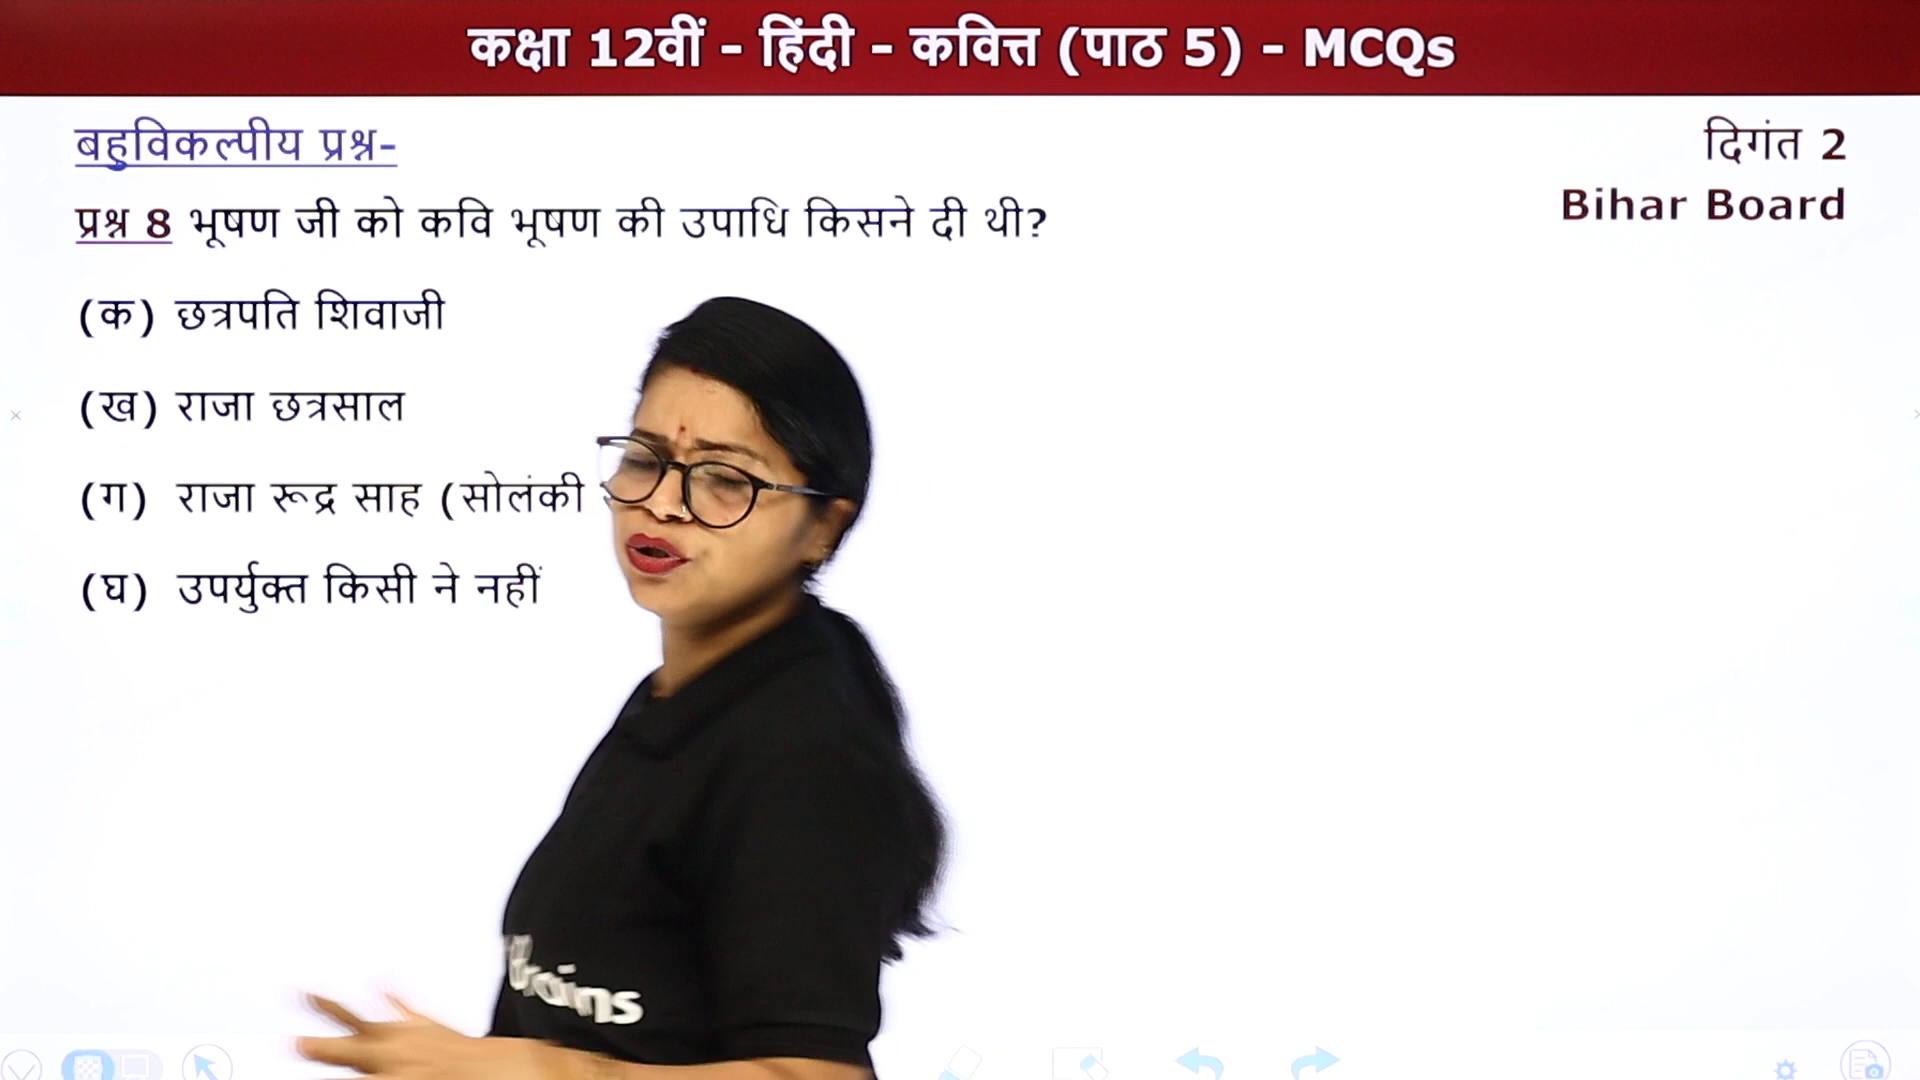 कक्षा 12वीं - हिंदी - कवित्त (पाठ 5) - MCQs
बहुविकल्पीय प्रश्न-
दिगंत 2
Bihar Board
प्रश्न 8 भूषण जी को कवि भूषण की उपाधि किसने दी थी?
(क) छत्रपति शिवाजी
(ख) राजा छत्रसाल
(ग) राजा रूद्र साह (सोलंकी
(घ) उपर्युक्त किसी ने नहीं
Brains